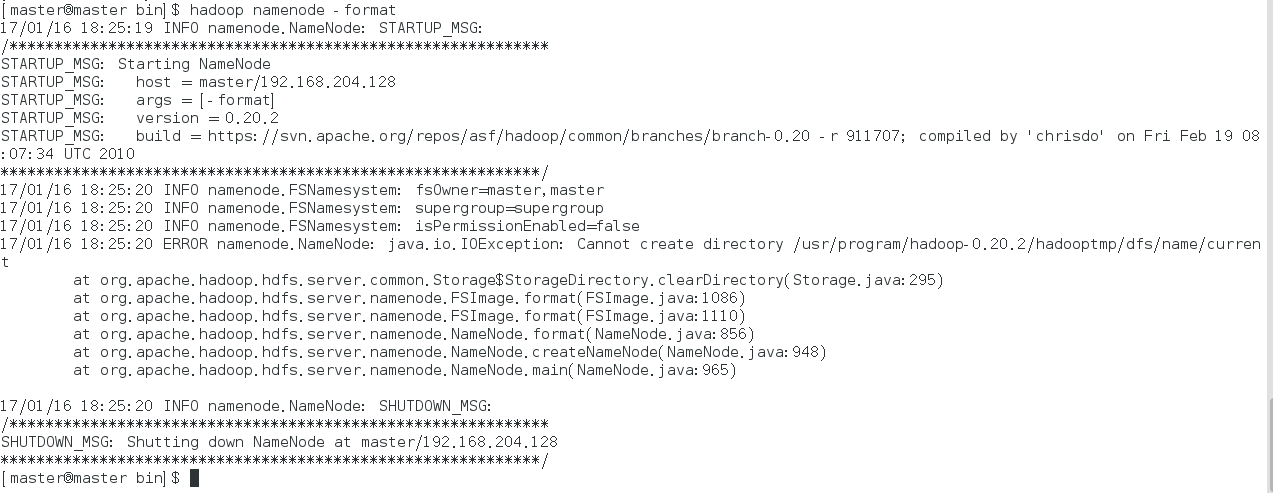 [master@master bin]$ hadoop namenode -format
17/01/16 18:25:19 INFO namenode.NameNode: STARTUP_MSG:
/************************************************************
STARTUP_MSG: Starting NameNode
STARTUP_MSG:   host = master/192.168.204.128
STARTUP_MSG:   args = [-format]
STARTUP_MSG:   version = 0.20.2
STARTUP_MSG:   build = https://svn.apache.org/repos/asf/hadoop/common/branches/branch-0.20 -r 911707; compiled by 'chrisdo' on Fri Feb 19 08
:07:34 UTC 2010
************************************************************/
17/01/16 18:25:20 INFO namenode.FSNamesystem: fsOwner=master,master
17/01/16 18:25:20 INFO namenode.FSNamesystem: supergroup=supergroup
17/01/16 18:25:20 INFO namenode.FSNamesystem: isPermissionEnabled=false
17/01/16 18:25:20 ERROR namenode.NameNode: java.io.IOException: Cannot create directory /usr/program/hadoop-0.20.2/hadooptmp/dfs/name/curren
t
        at org.apache.hadoop.hdfs.server.common.Storage$StorageDirectory.clearDirectory(Storage.java:295)
        at org.apache.hadoop.hdfs.server.namenode.FSImage.format(FSImage.java:1086)
        at org.apache.hadoop.hdfs.server.namenode.FSImage.format(FSImage.java:1110)
        at org.apache.hadoop.hdfs.server.namenode.NameNode.format(NameNode.java:856)
        at org.apache.hadoop.hdfs.server.namenode.NameNode.createNameNode(NameNode.java:948)
        at org.apache.hadoop.hdfs.server.namenode.NameNode.main(NameNode.java:965)
17/01/16 18:25:20 INFO namenode.NameNode: SHUTDOWN_MSG:
/************************************************************
SHUTDOWN_MSG: Shutting down NameNode at master/192.168.204.128
************************************************************/
[master@master bin]$